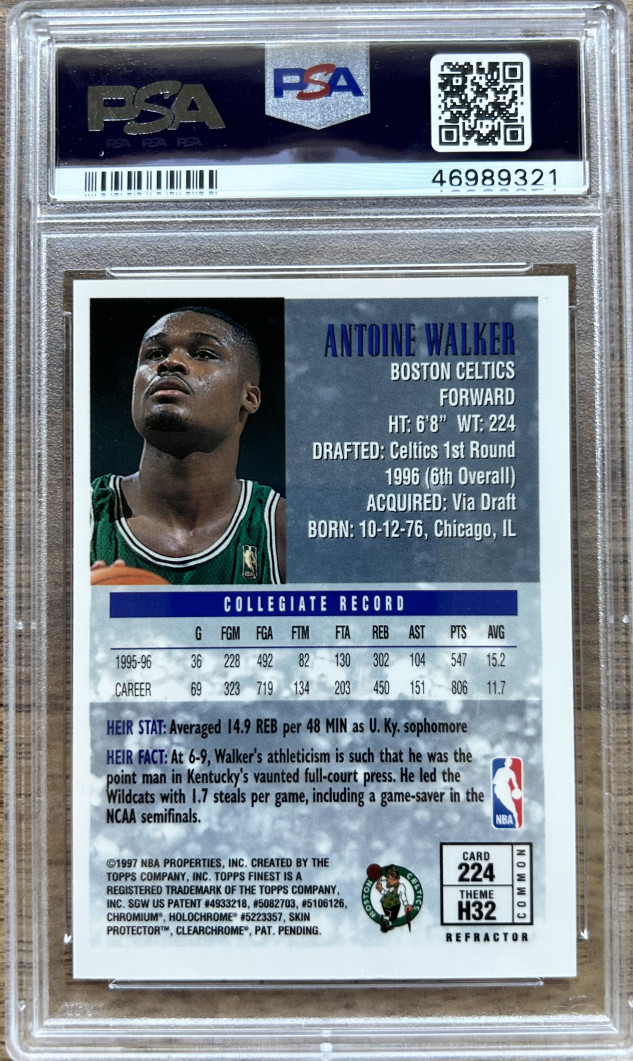 PSA
PSA PSA PSA
PSA
46989321
ANTOINE WALKER
BOSTON CELTICS
FORWARD
HT: 6'8" WT: 224
DRAFTED: Celtics 1st Round
1996 (6th Overall)
ACQUIRED: Via Draft
BORN: 10-12-76, Chicago, IL
COLLEGIATE RECORD
G FGM FGA FTM FTA REB AST PTS AVG
1995-96 36 228 492 82 130 302 104 547 15.2
CAREER 69 323 719 134 203 450 151 806 11.7
HEIR STAT: Averaged 14.9 REB per 48 MIN as U. Ky. sophomore
HEIR FACT: At 6-9, Walker's athleticism is such that he was the
point man in Kentucky's vaunted full-court press. He led the
Wildcats with 1.7 steals per game, including a game-saver in the
NCAA semifinals.
NBA
©1997 NBA PROPERTIES, INC. CREATED BY THE
TOPPS COMPANY, INC. TOPPS FINEST IS A
REGISTERED TRADEMARK OF THE TOPPS COMPANY,
INC. SGW US PATENT #4933218, #5082703, #5106126,
CHROMIUM®, HOLOCHROME® #5223357, SKIN
PROTECTOR™, CLEARCHROME®, PAT. PENDING.
BOSTON CELTICS
CARD
224
THEME
H32
COMMON
REFRACTOR